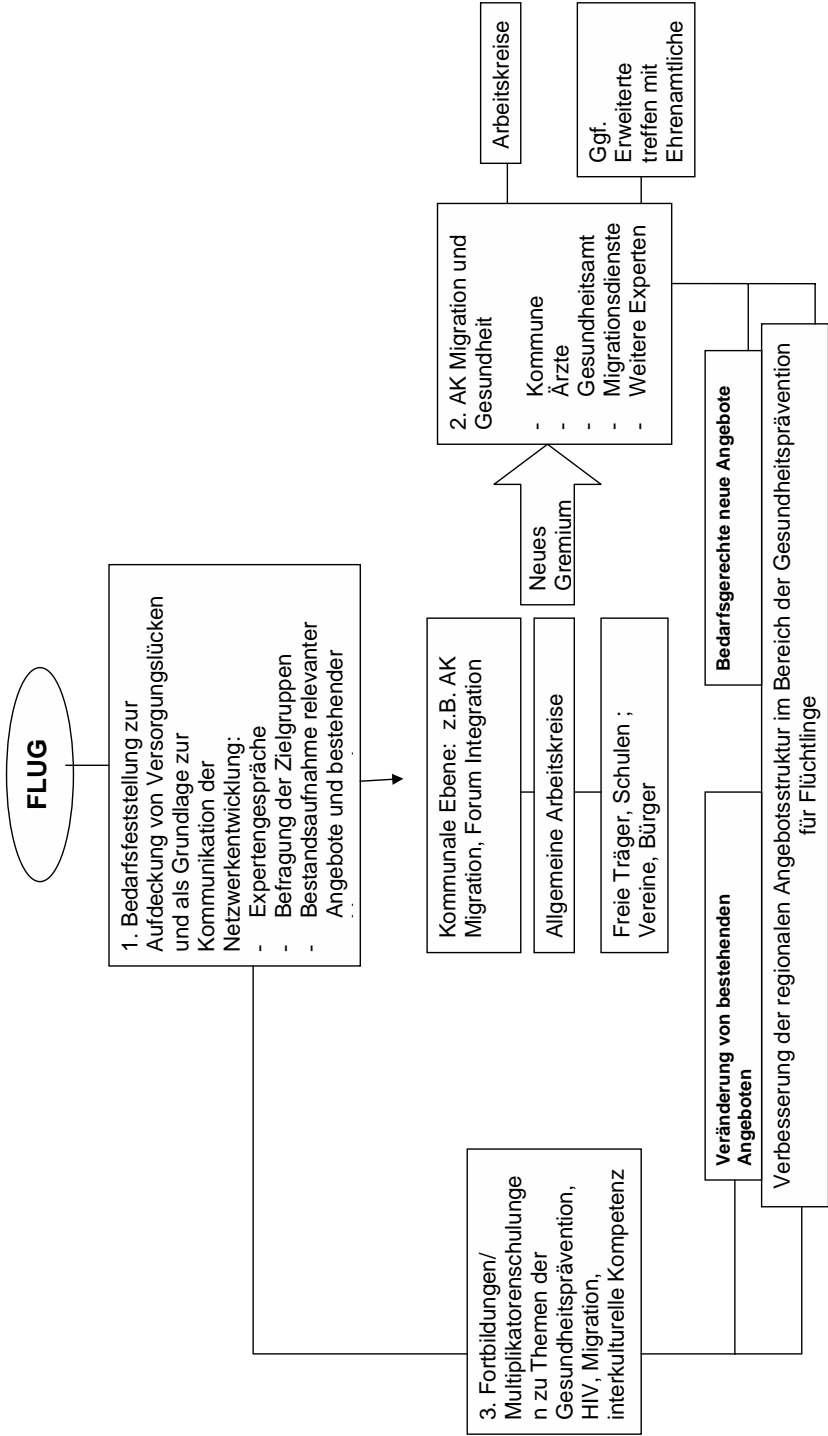 FLUG
1. Bedarfsfeststellung zur
Aufdeckung von Versorgungslücken
und als Grundlage zur
Kommunikation der
Netzwerkentwicklung:
- Expertengespräche
- Befragung der Zielgruppen
- Bestandsaufnahme relevanter
Angebote und bestehender
Kommunale Ebene: z.B. AK
Migration, Forum Integration
Allgemeine Arbeitskreise
Freie Träger, Schulen ;
Vereine, Bürger
Neues
Gremium
2. AK Migration und
Gesundheit
- Kommune
- Ärzte
- Gesundheitsamt
- Migrationsdienste
- Weitere Experten
Arbeitskreise
Ggf.
Erweiterte
treffen mit
Ehrenamtliche
3. Fortbildungen/
Multiplikatorenschulunge
n zu Themen der
Gesundheitsprävention,
HIV, Migration,
interkulturelle Kompetenz
Veränderung von bestehenden
Angeboten
Bedarfsgerechte neue Angebote
Verbesserung der regionalen Angebotsstruktur im Bereich der Gesundheitsprävention
für Flüchtlinge